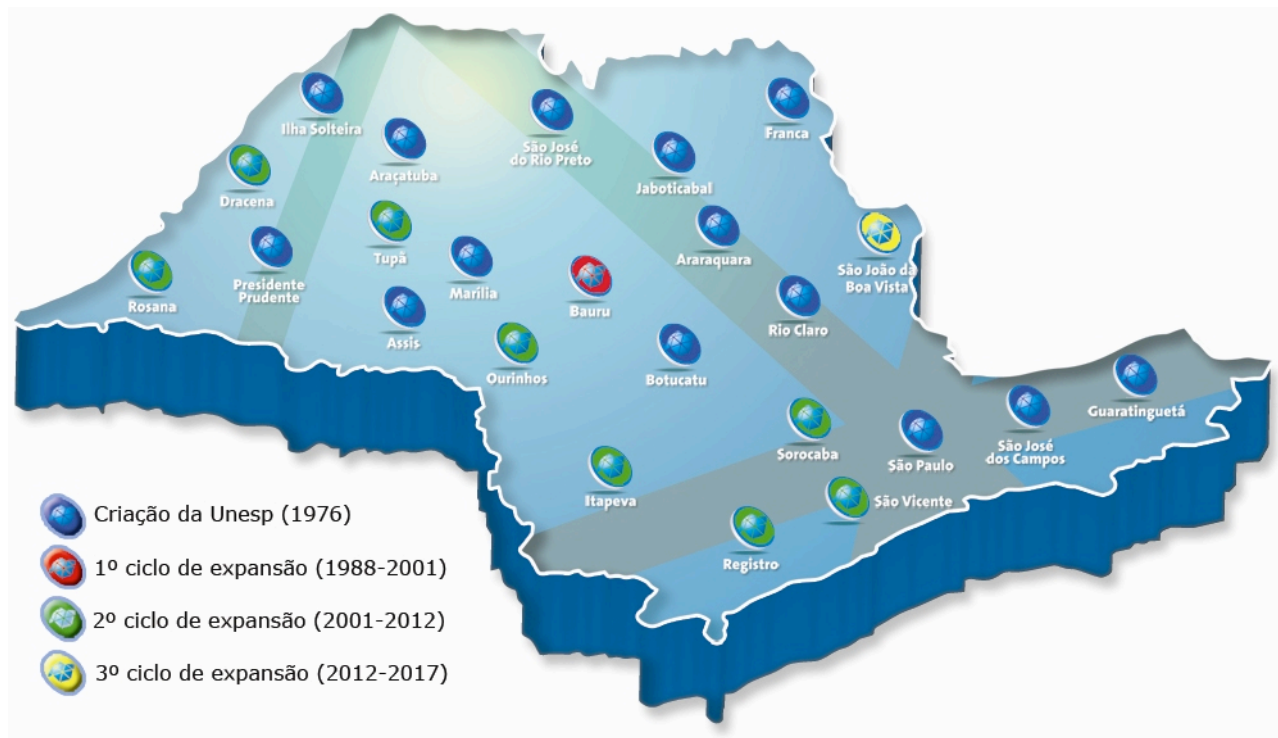 Ilha Solteira
Araçatuba
São José
do Rio Preto
Franca
Jaboticabal
Dracena
Tupã
Araraquara
São João da
Boa Vista
Presidente
Prudente
Rosana
Marília
Bauru
Rio Claro
Assis
Ourinhos
Botucatu
Guaratinguetá
São José
dos Campos
Sorocaba
São Paulo
Itapeva
São Vicente
Registro
Criação da Unesp (1976)
1º ciclo de expansão (1988-2001)
2º ciclo de expansão (2001-2012)
3º ciclo de expansão (2012-2017)